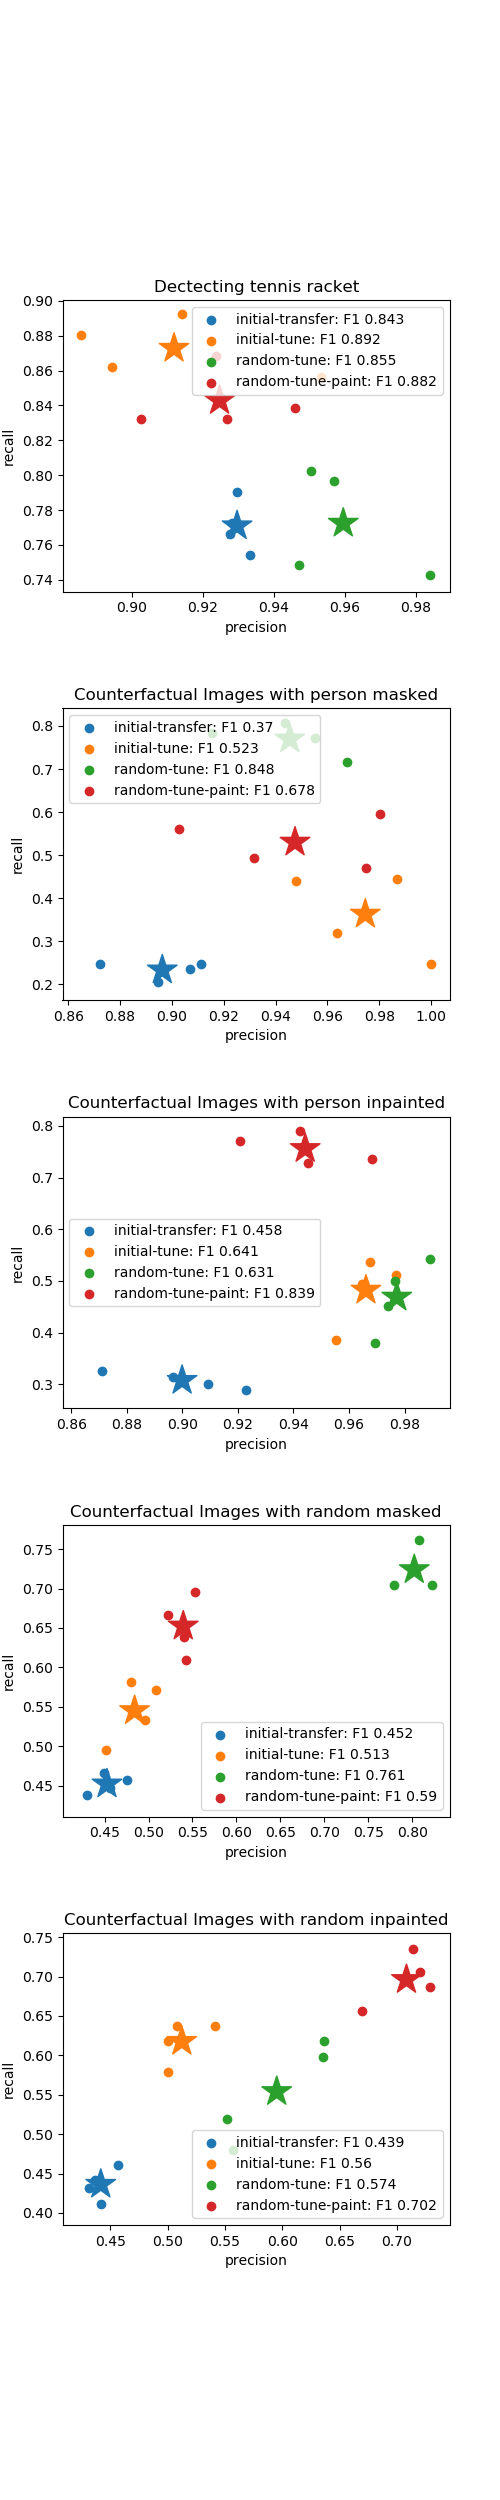 Dectecting tennis racket
0.90
0.88
0.86
0.84
0.82
0.80
0.78
0.76
0.74
recall
initial-transfer: F1 0.843
initial-tune: F1 0.892
random-tune: F1 0.855
random-tune-paint: F1 0.882
0.90 0.92 0.94 0.96 0.98
precision
Counterfactual Images with person masked
0.8
0.7
0.6
0.5
0.4
0.3
0.2
recall
initial-transfer: F1 0.37
initial-tune: F1 0.523
random-tune: F1 0.848
random-tune-paint: F1 0.678
0.86 0.88 0.90 0.92 0.94 0.96 0.98 1.00
precision
Counterfactual Images with person inpainted
0.8
0.7
0.6
0.5
0.4
0.3
recall
initial-transfer: F1 0.458
initial-tune: F1 0.641
random-tune: F1 0.631
random-tune-paint: F1 0.839
0.86 0.88 0.90 0.92 0.94 0.96 0.98
precision
Counterfactual Images with random masked
0.75
0.70
0.65
0.60
0.55
0.50
0.45
recall
initial-transfer: F1 0.452
initial-tune: F1 0.513
random-tune: F1 0.761
random-tune-paint: F1 0.59
0.45 0.50 0.55 0.60 0.65 0.70 0.75 0.80
precision
Counterfactual Images with random inpainted
0.75
0.70
0.65
0.60
0.55
0.50
0.45
0.40
recall
initial-transfer: F1 0.439
initial-tune: F1 0.56
random-tune: F1 0.574
random-tune-paint: F1 0.702
0.45 0.50 0.55 0.60 0.65 0.70
precision